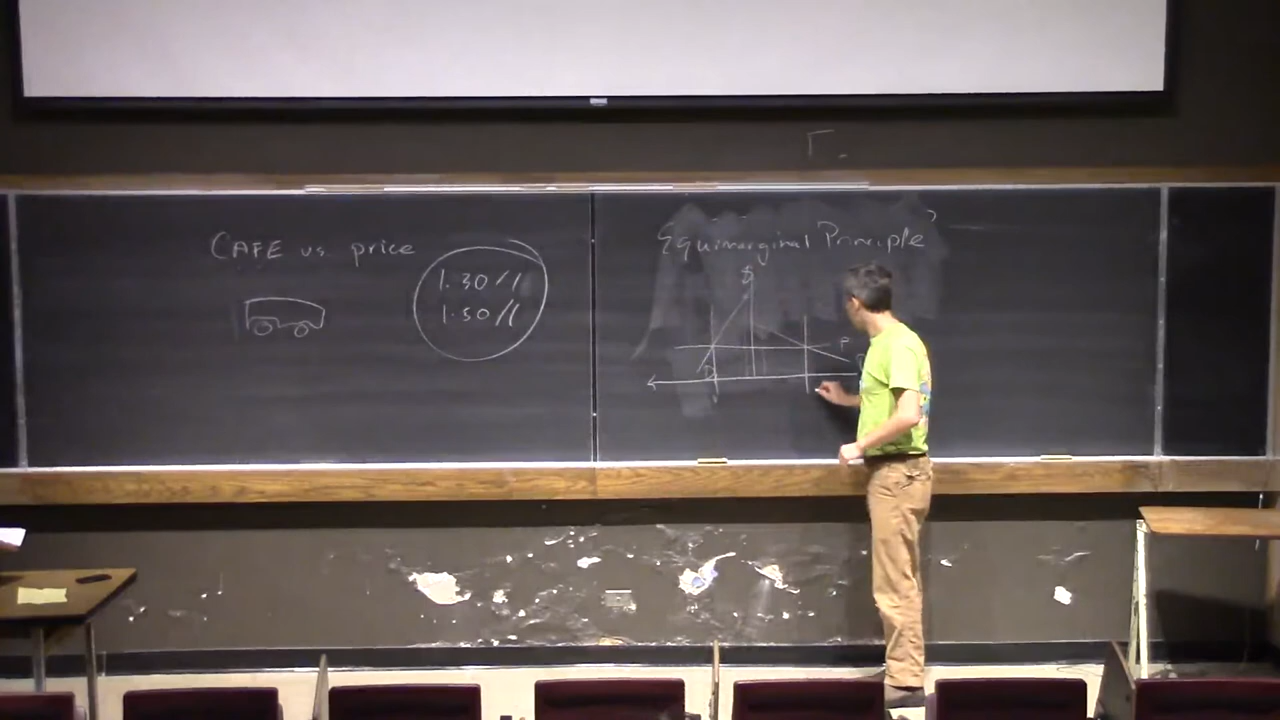 CAFE vs. price
1.30/l
1.50/l
Equimarginal Principle
$
P
D